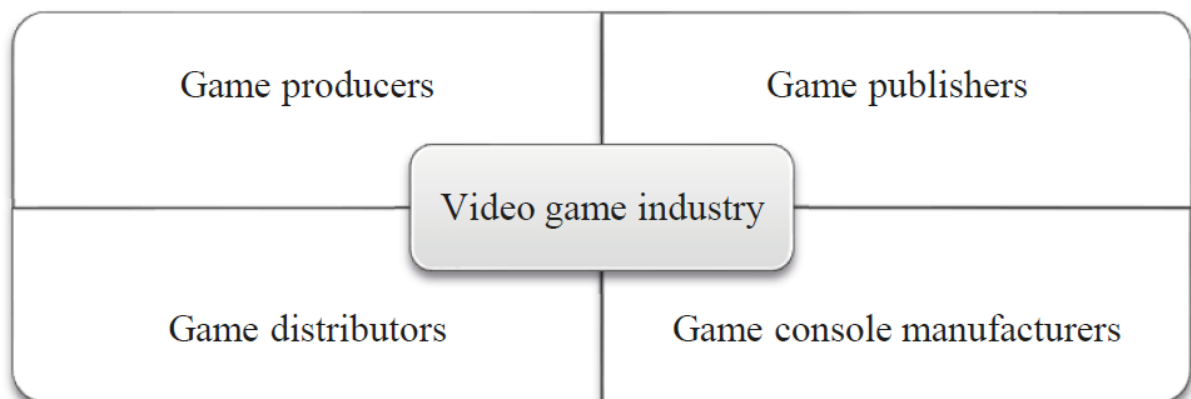 Game producers
Game publishers
Video game industry
Game distributors
Game console manufacturers